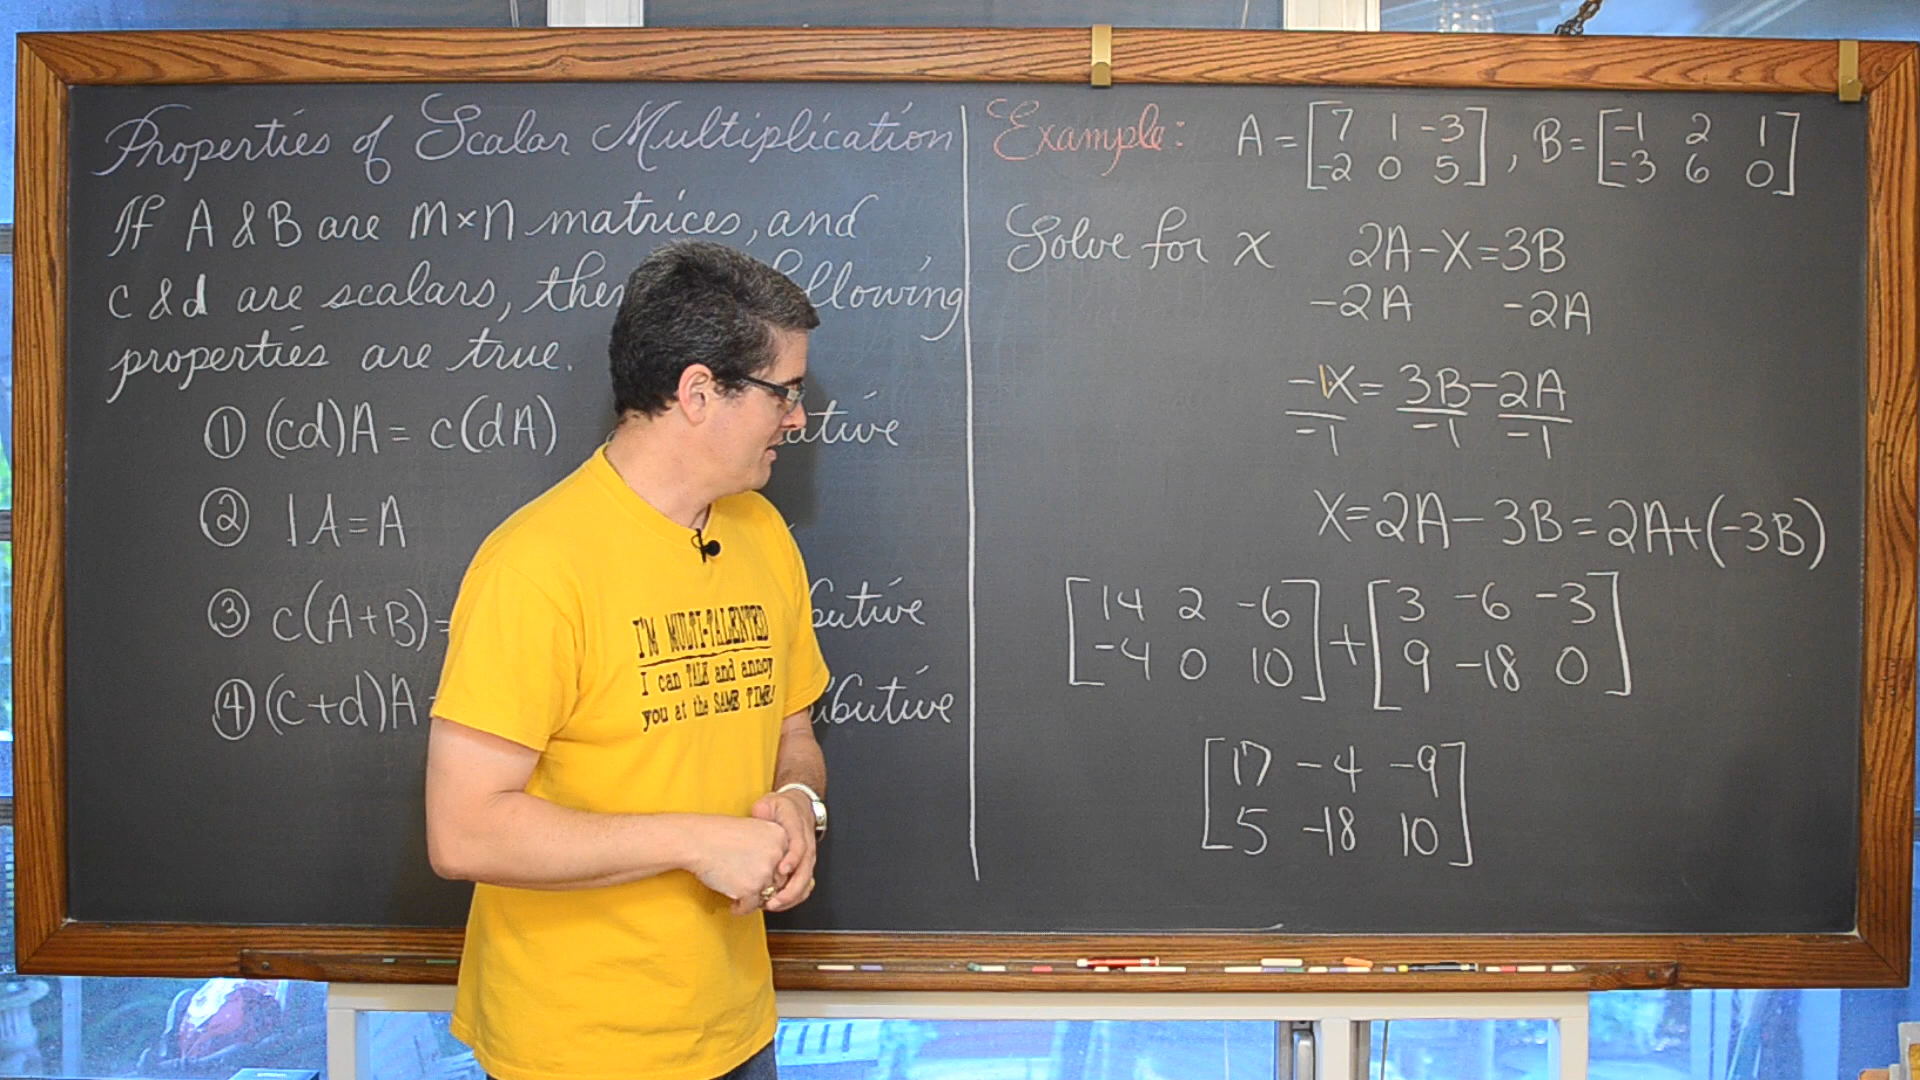 Properties of Scalar Multiplication
If A & B are m×n matrices, and
c & d are scalars, the llowing
properties are true.
① (cd)A = c(dA) ative
② 1A = A
③ c(A+B)= butive
④ (c+d)A ibutive
Example: A = [7 1 -3 , B = [-1 2 1
-2 0 5] -3 6 0]
Solve for X 2A-X=3B
-2A -2A
-1X = 3B - 2A
-1 -1 -1
X = 2A - 3B = 2A+(-3B)
[14 2 -6 + [3 -6 -3
-4 0 10] 9 -18 0]
[17 -4 -9
5 -18 10]
I'M MULTI-TALENTED
I can TALK and annoy
you at the SAME TIME!